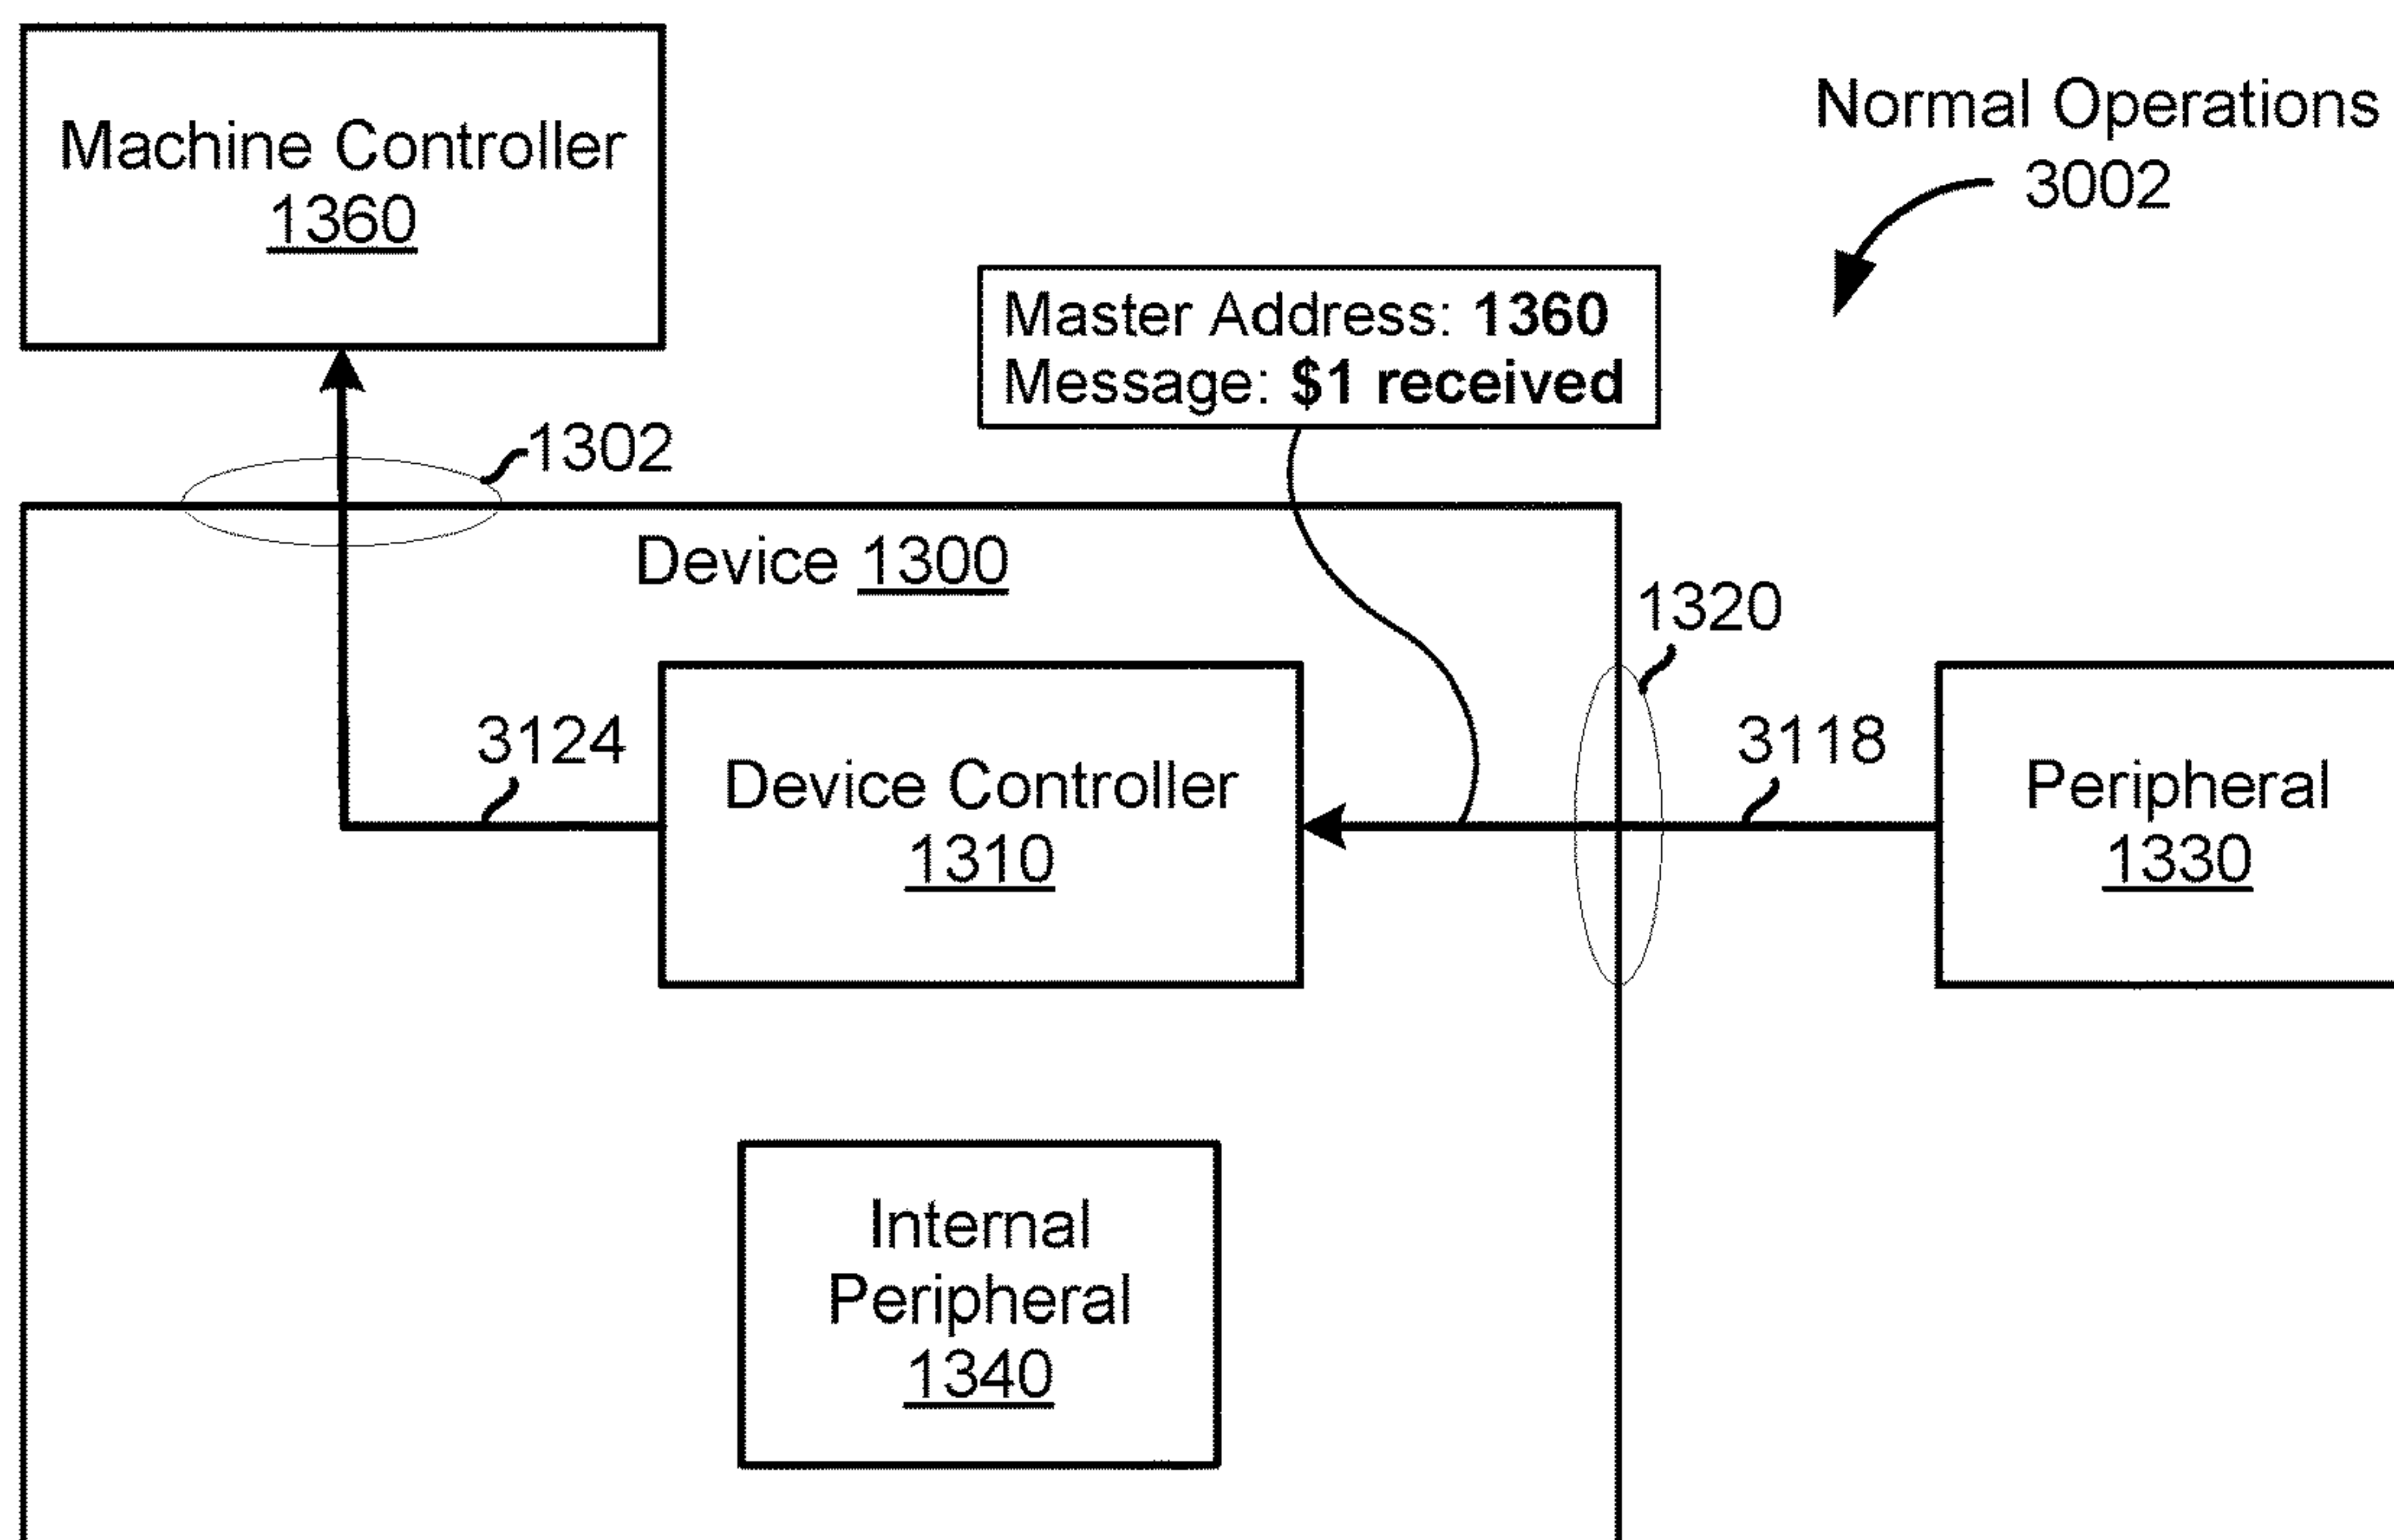 Machine Controller
1360
Normal Operations
3002
Master Address: 1360
Message: $1 received
1302
Device 1300
1320
3124
3118
Device Controller
1310
Peripheral
1330
Internal
Peripheral
1340